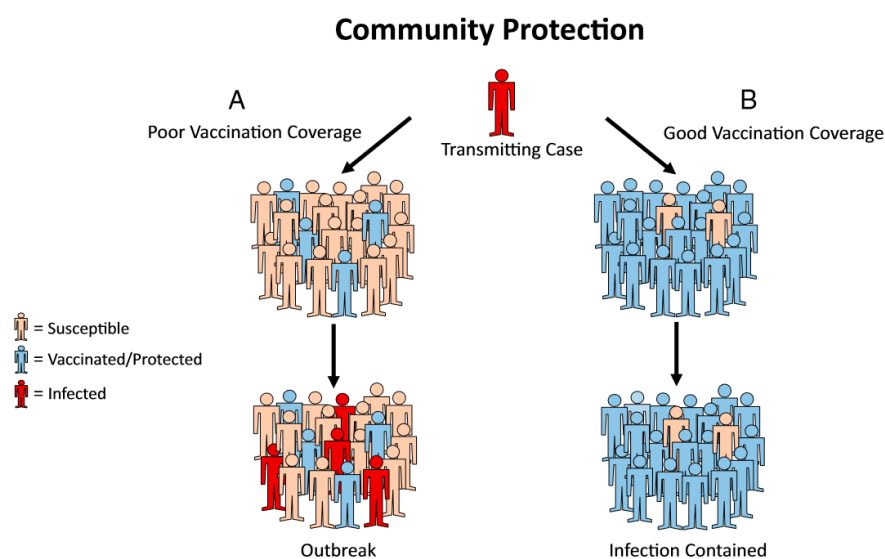 Community Protection
A
B
Poor Vaccination Coverage
Transmitting Case
Good Vaccination Coverage
= Susceptible
= Vaccinated/Protected
= Infected
Outbreak
Infection Contained